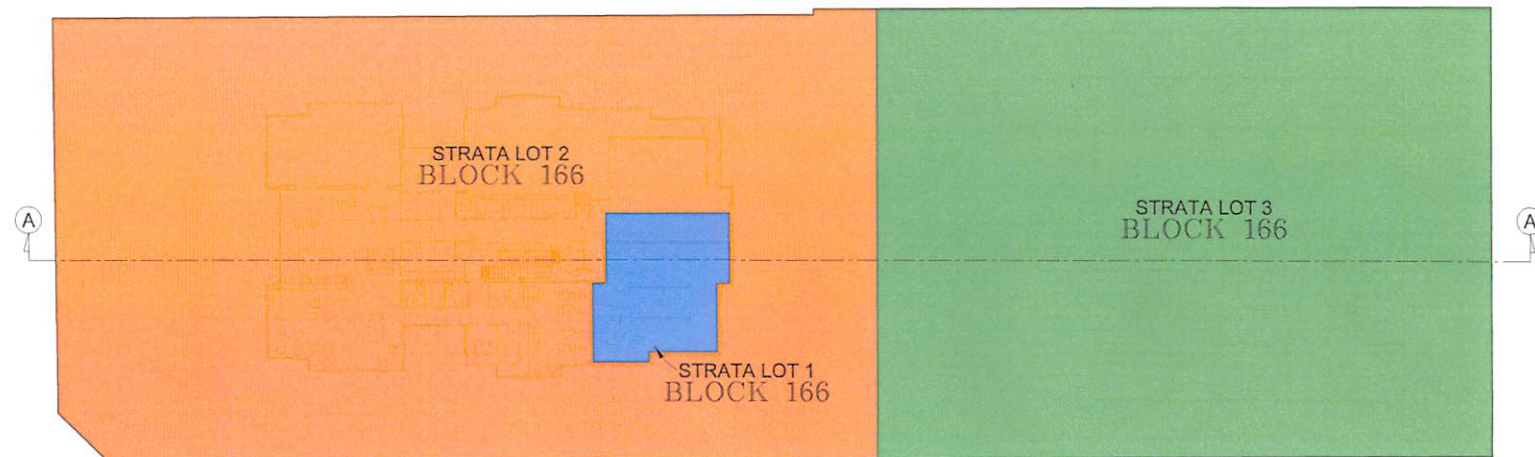 STRATA LOT 2
BLOCK 166
STRATA LOT 3
BLOCK 166
A
A
STRATA LOT 1
BLOCK 166